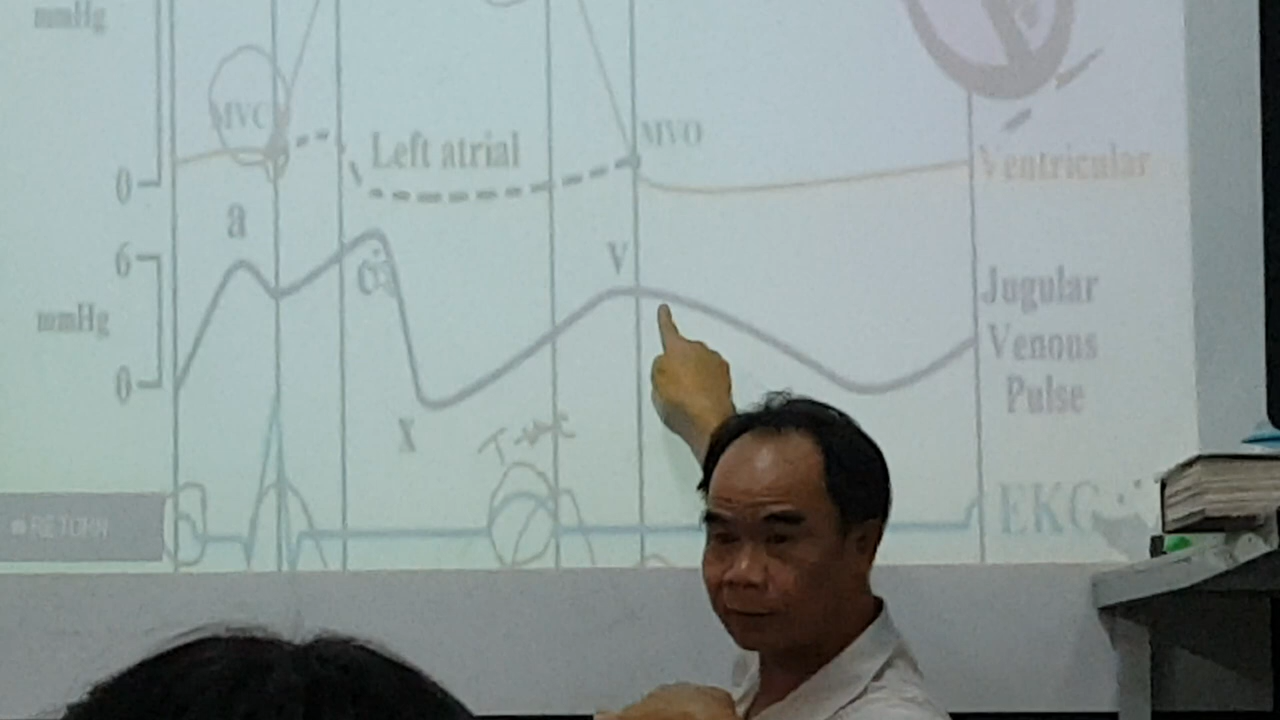 mmHg
MVC
Left atrial
MVO
0
Ventricular
a
6
V
Jugular
Venous
Pulse
mmHg
0
X
T
EKG
RETURN